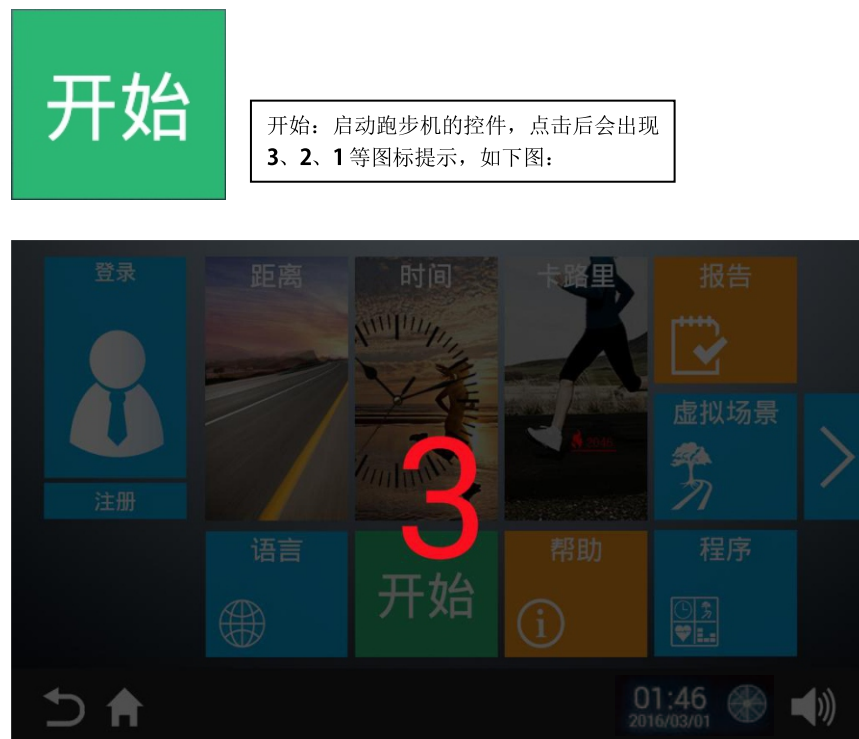 开始
开始：启动跑步机的控件，点击后会出现
3、2、1等图标提示，如下图：
登录
距离
时间
卡路里
报告
虚拟场景
注册
3
语言
开始
帮助
程序
01:46
2016/03/01